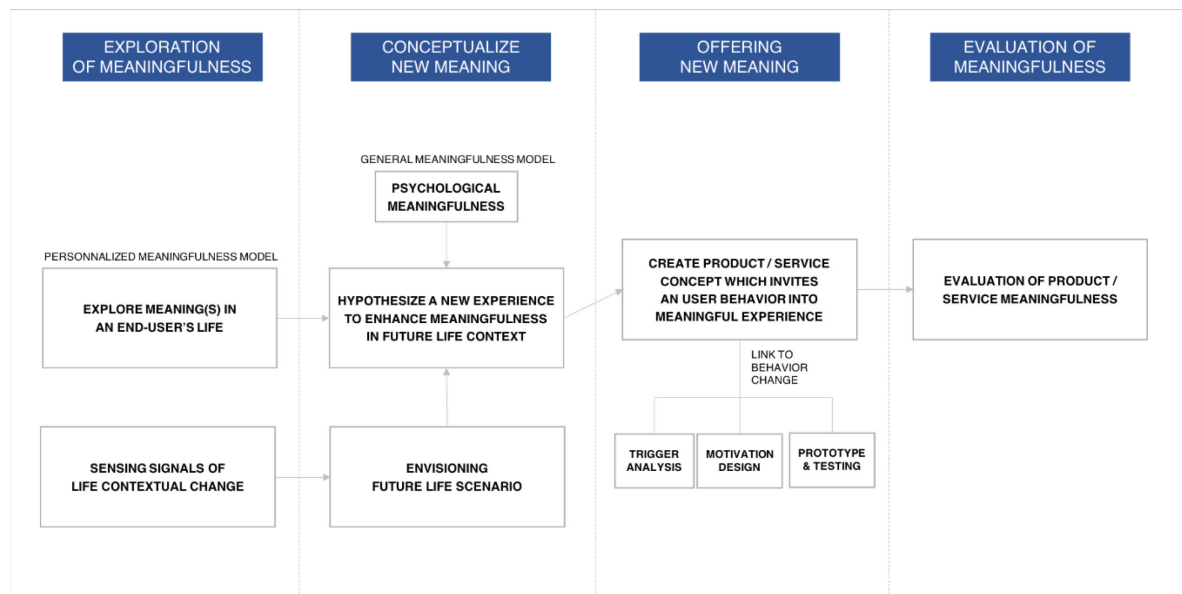 EXPLORATION
OF MEANINGFULNESS
CONCEPTUALIZE
NEW MEANING
OFFERING
NEW MEANING
EVALUATION OF
MEANINGFULNESS
GENERAL MEANINGFULNESS MODEL
PSYCHOLOGICAL
MEANINGFULNESS
PERSONNALIZED MEANINGFULNESS MODEL
EXPLORE MEANING(S) IN
AN END-USER'S LIFE
HYPOTHESIZE A NEW EXPERIENCE
TO ENHANCE MEANINGFULNESS
IN FUTURE LIFE CONTEXT
CREATE PRODUCT / SERVICE
CONCEPT WHICH INVITES
AN USER BEHAVIOR INTO
MEANINGFUL EXPERIENCE
EVALUATION OF PRODUCT /
SERVICE MEANINGFULNESS
LINK TO
BEHAVIOR
CHANGE
SENSING SIGNALS OF
LIFE CONTEXTUAL CHANGE
ENVISIONING
FUTURE LIFE SCENARIO
TRIGGER
ANALYSIS
MOTIVATION
DESIGN
PROTOTYPE
& TESTING